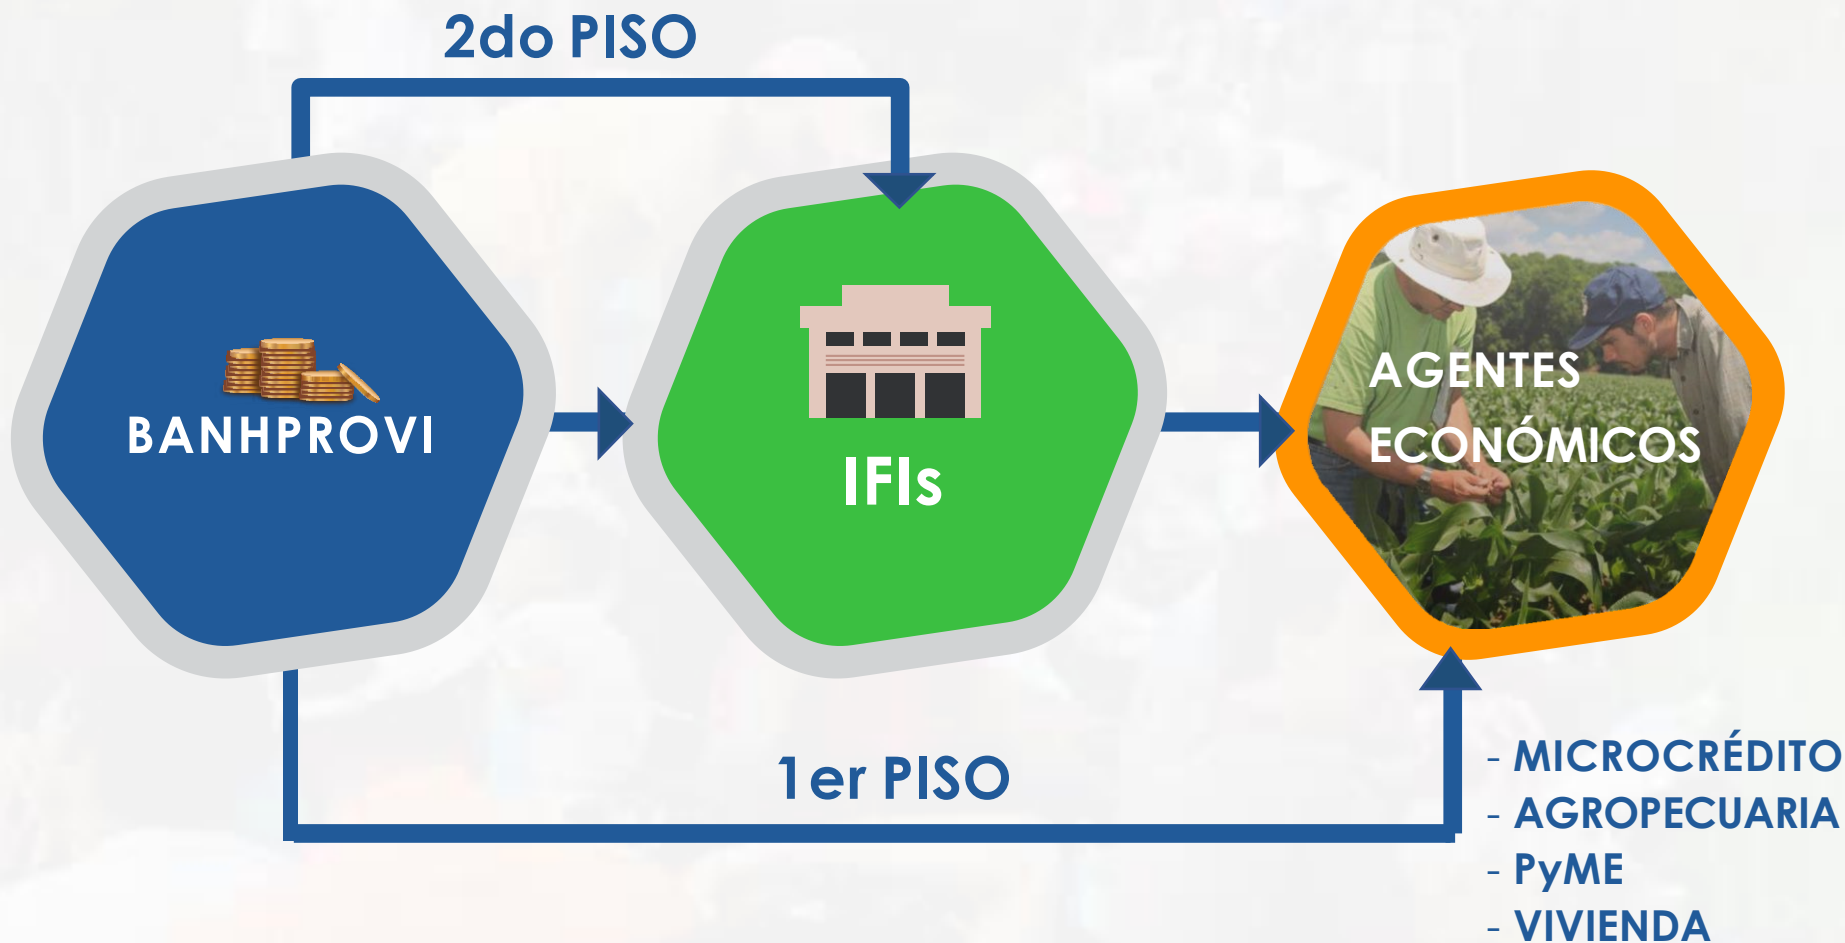 2do PISO
BANHPROVI
IFIs
AGENTES
ECONÓMICOS
1er PISO
- MICROCRÉDITO
- AGROPECUARIA
- PyME
- VIVIENDA